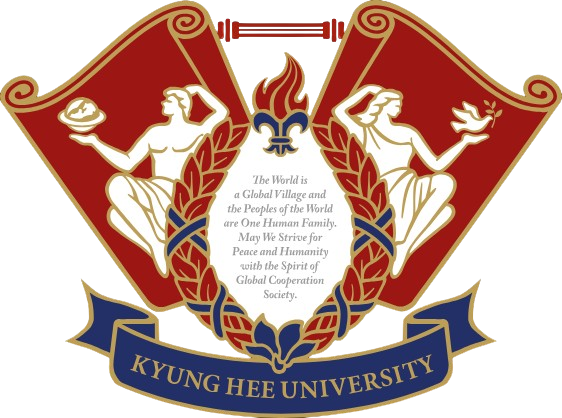 The World is
a Global Village and
the Peoples of the World
are One Human Family.
May We Strive for
Peace and Humanity
with the Spirit of
Global Cooperation
Society.
KYUNG HEE UNIVERSITY